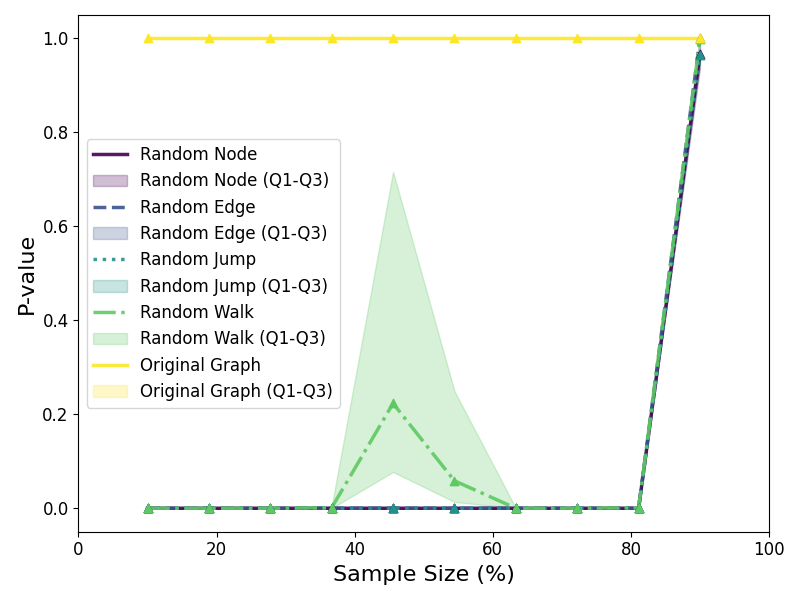 1.0
0.8
0.6
0.4
0.2
0.0
P-value
Random Node
Random Node (Q1-Q3)
Random Edge
Random Edge (Q1-Q3)
Random Jump
Random Jump (Q1-Q3)
Random Walk
Random Walk (Q1-Q3)
Original Graph
Original Graph (Q1-Q3)
0 20 40 60 80 100
Sample Size (%)